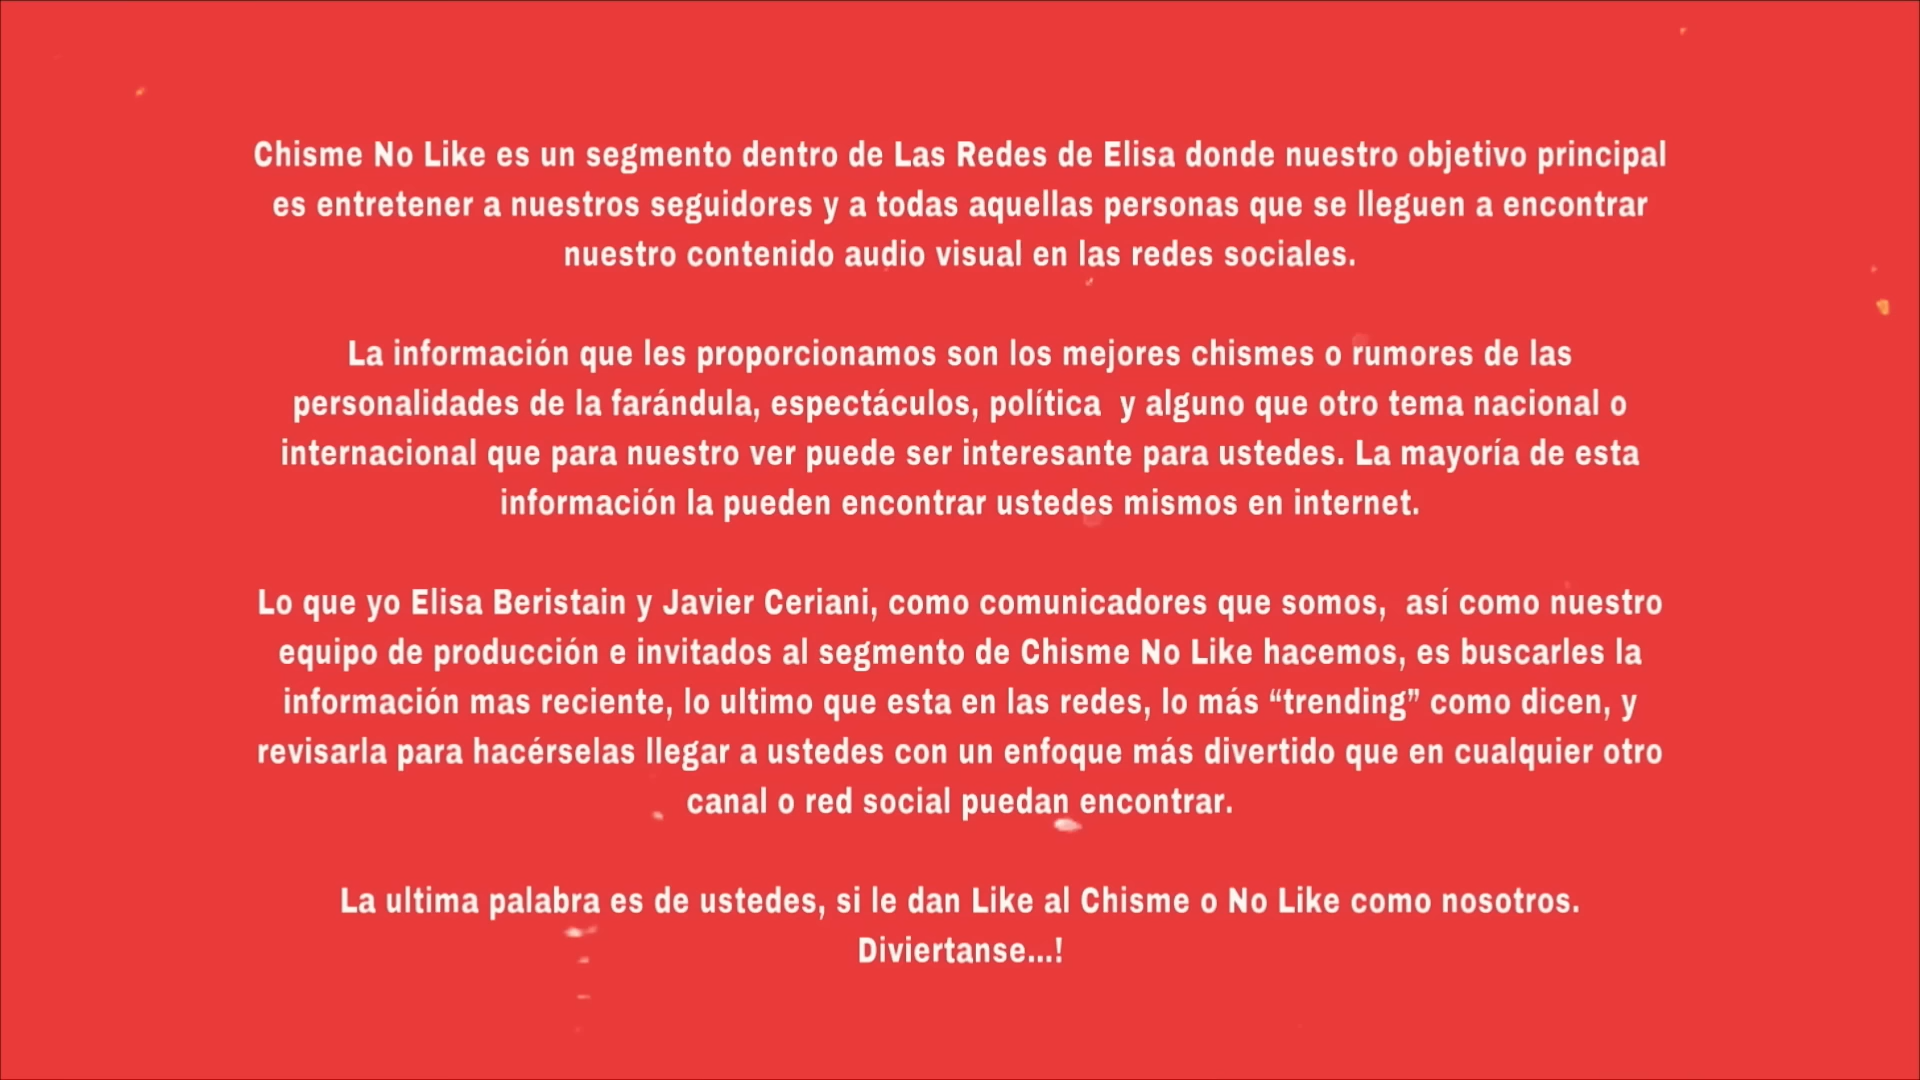 Chisme No Like es un segmento dentro de Las Redes de Elisa donde nuestro objetivo principal
es entretener a nuestros seguidores y a todas aquellas personas que se lleguen a encontrar
nuestro contenido audio visual en las redes sociales.
La información que les proporcionamos son los mejores chismes o rumores de las
personalidades de la farándula, espectáculos, política  y alguno que otro tema nacional o
internacional que para nuestro ver puede ser interesante para ustedes. La mayoría de esta
información la pueden encontrar ustedes mismos en internet.
Lo que yo Elisa Beristain y Javier Ceriani, como comunicadores que somos,  así como nuestro
equipo de producción e invitados al segmento de Chisme No Like hacemos, es buscarles la
información mas reciente, lo ultimo que esta en las redes, lo más “trending” como dicen, y
revisarla para hacérselas llegar a ustedes con un enfoque más divertido que en cualquier otro
canal o red social puedan encontrar.
La ultima palabra es de ustedes, si le dan Like al Chisme o No Like como nosotros.
Diviertanse...!